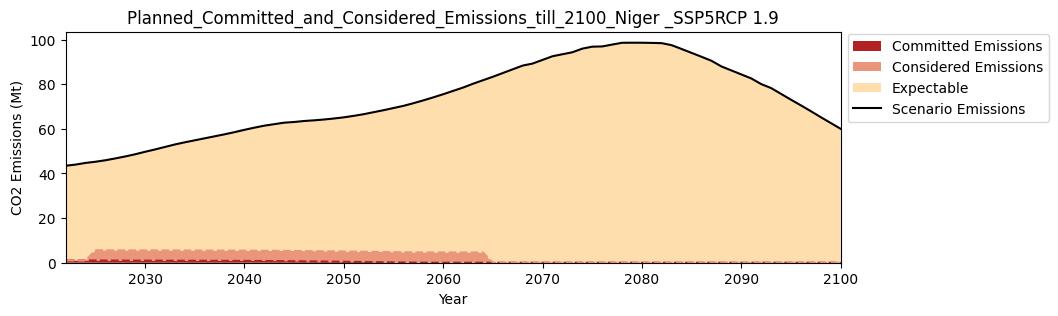 Planned_Committed_and_Considered_Emissions_till_2100_Niger _SSP5RCP 1.9
CO2 Emissions (Mt)
100
80
60
40
20
0
2030
2040
2050
2060
2070
2080
2090
2100
Year
Committed Emissions
Considered Emissions
Expectable
Scenario Emissions